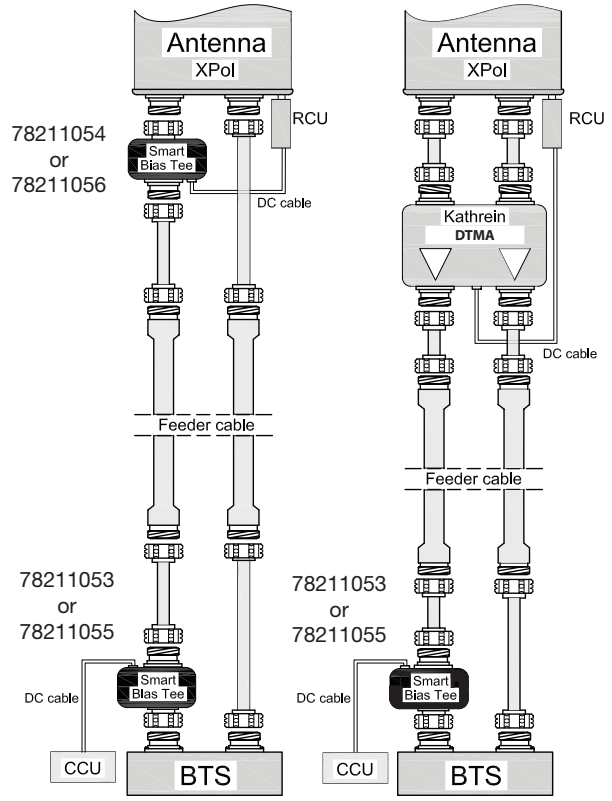 Antenna
XPol
RCU
78211054
or
78211056
Smart
Bias Tee
DC cable
Feeder cable
78211053
or
78211055
Smart
Bias Tee
DC cable
CCU
BTS
Antenna
XPol
RCU
Kathrein
DTMA
DC cable
Feeder cable
78211053
or
78211055
Smart
Bias Tee
DC cable
CCU
BTS